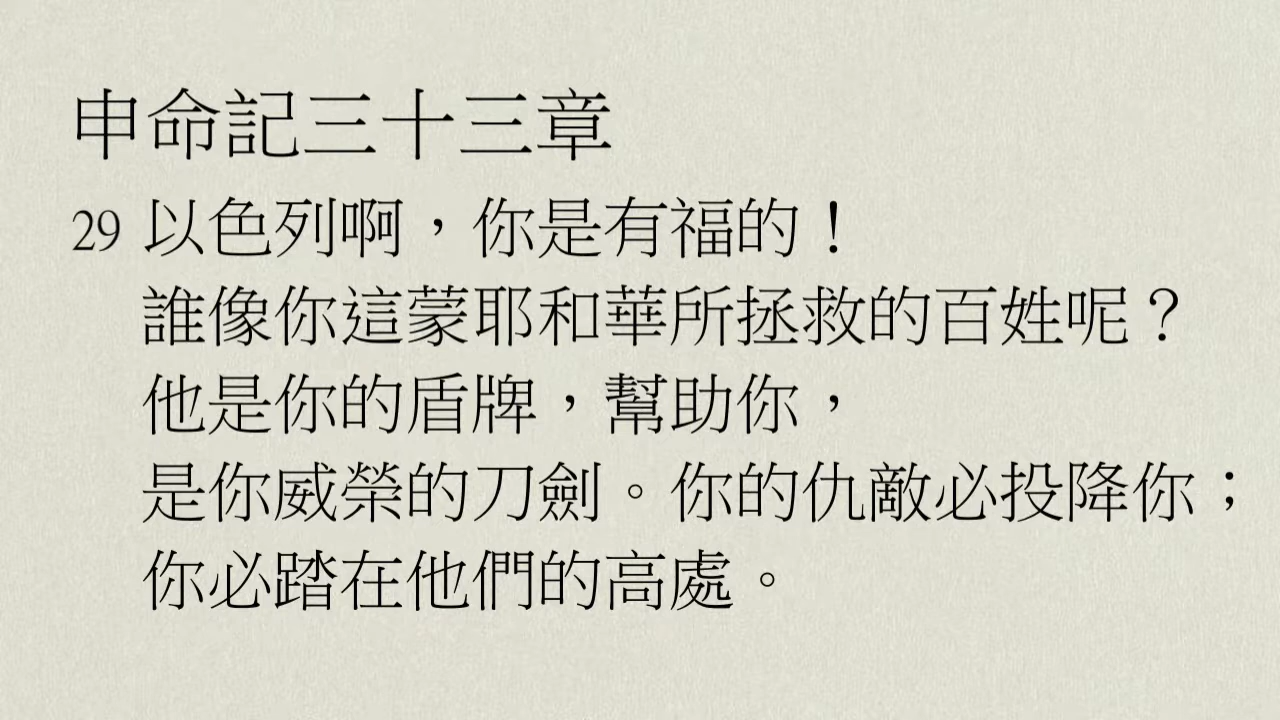 申命記三十三章
29 以色列啊，你是有福的！
誰像你這蒙耶和華所拯救的百姓呢？
他是你的盾牌，幫助你，
是你威榮的刀劍。你的仇敵必投降你；
你必踏在他們的高處。